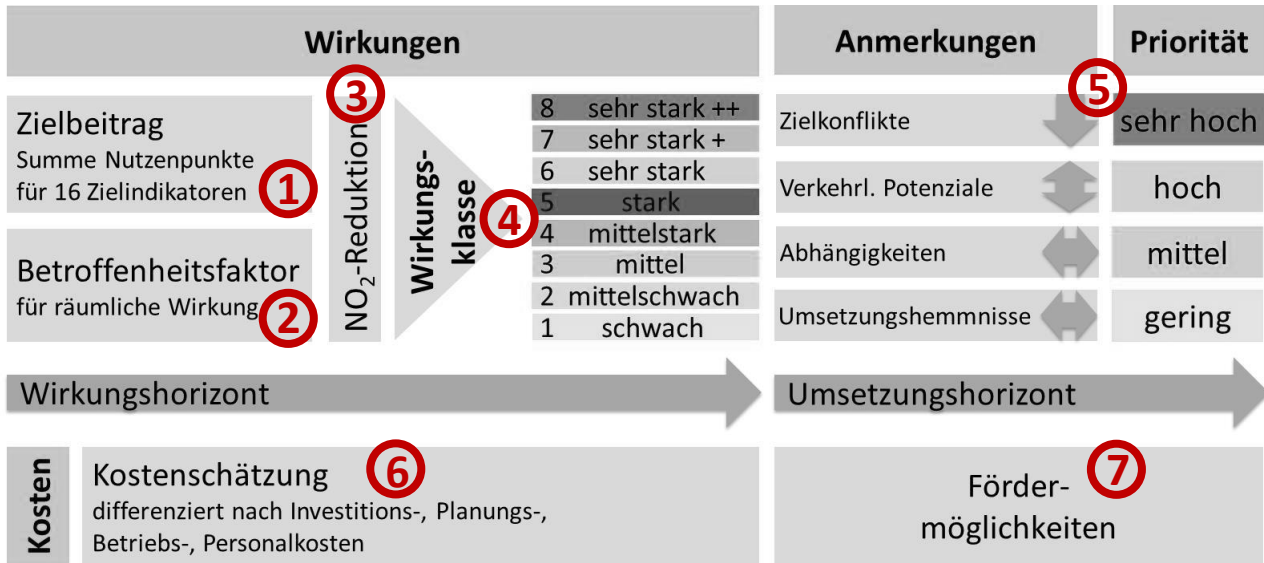 Wirkungen
Anmerkungen
Priorität
Zielbeitrag
Summe Nutzenpunkte
für 16 Zielindikatoren
1
Betroffenheitsfaktor
für räumliche Wirkung
2
3
NO₂-Reduktion
Wirkungs-
klasse
4
8 sehr stark ++
7 sehr stark +
6 sehr stark
5 stark
4 mittelstark
3 mittel
2 mittelschwach
1 schwach
Zielkonflikte
Verkehrl. Potenziale
Abhängigkeiten
Umsetzungshemmnisse
5
sehr hoch
hoch
mittel
gering
Wirkungshorizont
Umsetzungshorizont
Kosten
Kostenschätzung
6
differenziert nach Investitions-, Planungs-,
Betriebs-, Personalkosten
Förder-
möglichkeiten
7